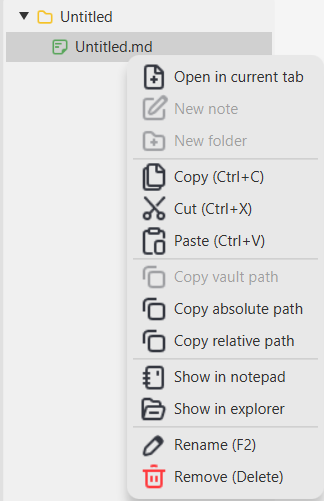 Untitled
Untitled.md
Open in current tab
New note
New folder
Copy (Ctrl+C)
Cut (Ctrl+X)
Paste (Ctrl+V)
Copy vault path
Copy absolute path
Copy relative path
Show in notepad
Show in explorer
Rename (F2)
Remove (Delete)